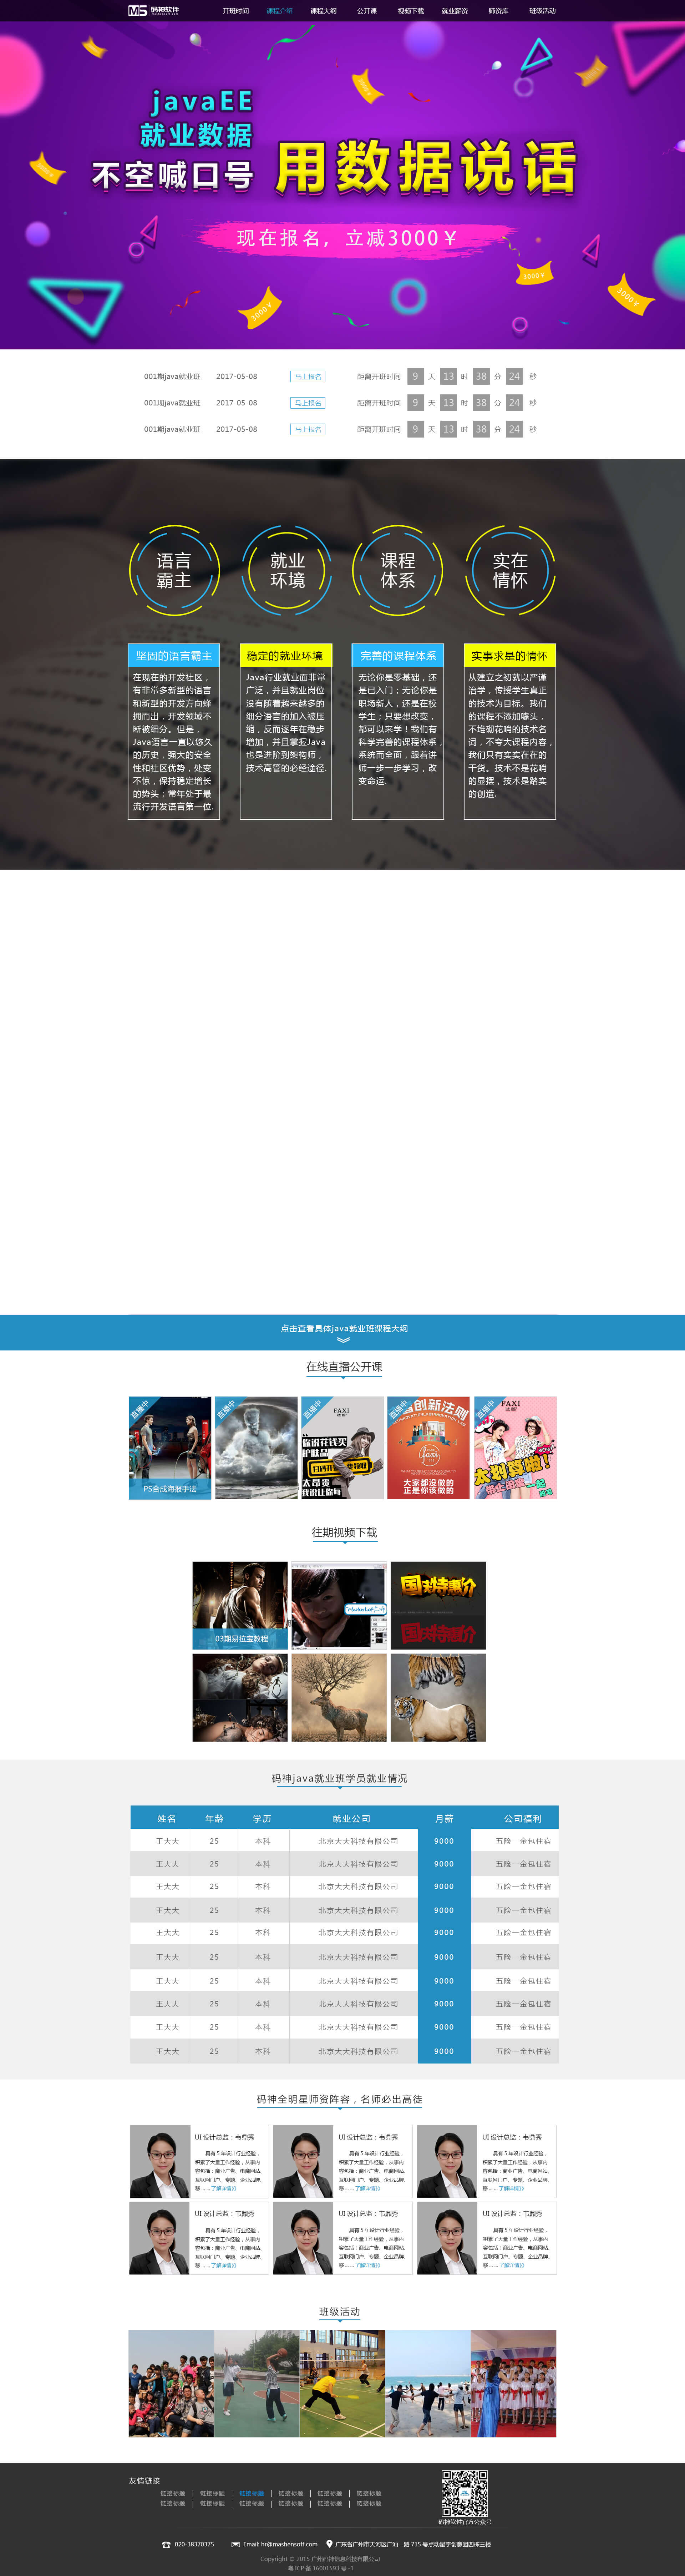 M5 码神软件
开班时间 课程介绍 课程大纲 公开课 视频下载 就业薪资 师资库 班级活动
javaEE
就业数据
不空喊口号 用数据说话
现在报名，立减3000￥
3000￥
3000￥
3000￥
001期java就业班 2017-05-08 马上报名 距离开班时间 9 天 13 时 38 分 24 秒
001期java就业班 2017-05-08 马上报名 距离开班时间 9 天 13 时 38 分 24 秒
001期java就业班 2017-05-08 马上报名 距离开班时间 9 天 13 时 38 分 24 秒
语言
霸主
就业
环境
课程
体系
实在
情怀
坚固的语言霸主
在现在的开发社区，
有非常多新型的语言
和新型的开发方向蜂
拥而出，开发领域不
断被细分。但是，
Java语言一直以悠久
的历史，强大的安全
性和社区优势，处变
不惊，保持稳定增长
的势头；常年处于最
流行开发语言第一位.
稳定的就业环境
Java行业就业面非常
广泛，并且就业岗位
没有随着越来越多的
细分语言的加入被压
缩，反而逐年在稳步
增加，并且掌握Java
也是进阶到架构师，
技术高管的必经途径.
完善的课程体系
无论你是零基础，还
是已入门；无论你是
职场新人，还是在校
学生；只要想改变，
都可以来学！我们有
科学完善的课程体系，
系统而全面，跟着讲
师一步一步学习，改
变命运.
实事求是的情怀
从建立之初就以严谨
治学，传授学生真正
的技术为目标。我们
的课程不添加噱头，
不堆砌花哨的技术名
词，不夸大课程内容，
我们只有实实在在的
干货。技术不是花哨
的显摆，技术是踏实
的创造.
点击查看具体java就业班课程大纲
在线直播公开课
直播中
PS合成海报手法
直播中
直播中
FAXI
太昂贵
直播中
创新法则
大家都没做的
正是你该做的
直播中
FAXI
太划算啦！
带上闺蜜一起
往期视频下载
03期易拉宝教程
国对特惠价
国对特惠价
码神java就业班学员就业情况
姓名 年龄 学历 就业公司 月薪 公司福利
王大大 25 本科 北京大大科技有限公司 9000 五险一金包住宿
王大大 25 本科 北京大大科技有限公司 9000 五险一金包住宿
王大大 25 本科 北京大大科技有限公司 9000 五险一金包住宿
王大大 25 本科 北京大大科技有限公司 9000 五险一金包住宿
王大大 25 本科 北京大大科技有限公司 9000 五险一金包住宿
王大大 25 本科 北京大大科技有限公司 9000 五险一金包住宿
王大大 25 本科 北京大大科技有限公司 9000 五险一金包住宿
王大大 25 本科 北京大大科技有限公司 9000 五险一金包住宿
王大大 25 本科 北京大大科技有限公司 9000 五险一金包住宿
王大大 25 本科 北京大大科技有限公司 9000 五险一金包住宿
码神全明星师资阵容，名师必出高徒
UI 设计总监：韦鼎秀
具有 5 年设计行业经验，
积累了大量工作经验，从事内
容包括：商业广告、电商网站、
互联网门户、专题、企业品牌、
移 ... ... 了解详情》》
UI 设计总监：韦鼎秀
具有 5 年设计行业经验，
积累了大量工作经验，从事内
容包括：商业广告、电商网站、
互联网门户、专题、企业品牌、
移 ... ... 了解详情》》
UI 设计总监：韦鼎秀
具有 5 年设计行业经验，
积累了大量工作经验，从事内
容包括：商业广告、电商网站、
互联网门户、专题、企业品牌、
移 ... ... 了解详情》》
UI 设计总监：韦鼎秀
具有 5 年设计行业经验，
积累了大量工作经验，从事内
容包括：商业广告、电商网站、
互联网门户、专题、企业品牌、
移 ... ... 了解详情》》
UI 设计总监：韦鼎秀
具有 5 年设计行业经验，
积累了大量工作经验，从事内
容包括：商业广告、电商网站、
互联网门户、专题、企业品牌、
移 ... ... 了解详情》》
UI 设计总监：韦鼎秀
具有 5 年设计行业经验，
积累了大量工作经验，从事内
容包括：商业广告、电商网站、
互联网门户、专题、企业品牌、
移 ... ... 了解详情》》
班级活动
友情链接
链接标题 | 链接标题 | 链接标题 | 链接标题 | 链接标题 | 链接标题
链接标题 | 链接标题 | 链接标题 | 链接标题 | 链接标题 | 链接标题
码神软件官方公众号
020-38370375 Email: hr@mashensoft.com 广东省广州市天河区广汕一路 715 号点动量宇御慧园四栋三楼
Copyright © 2015 广州码神信息科技有限公司
粤 ICP 备 16001593 号 -1